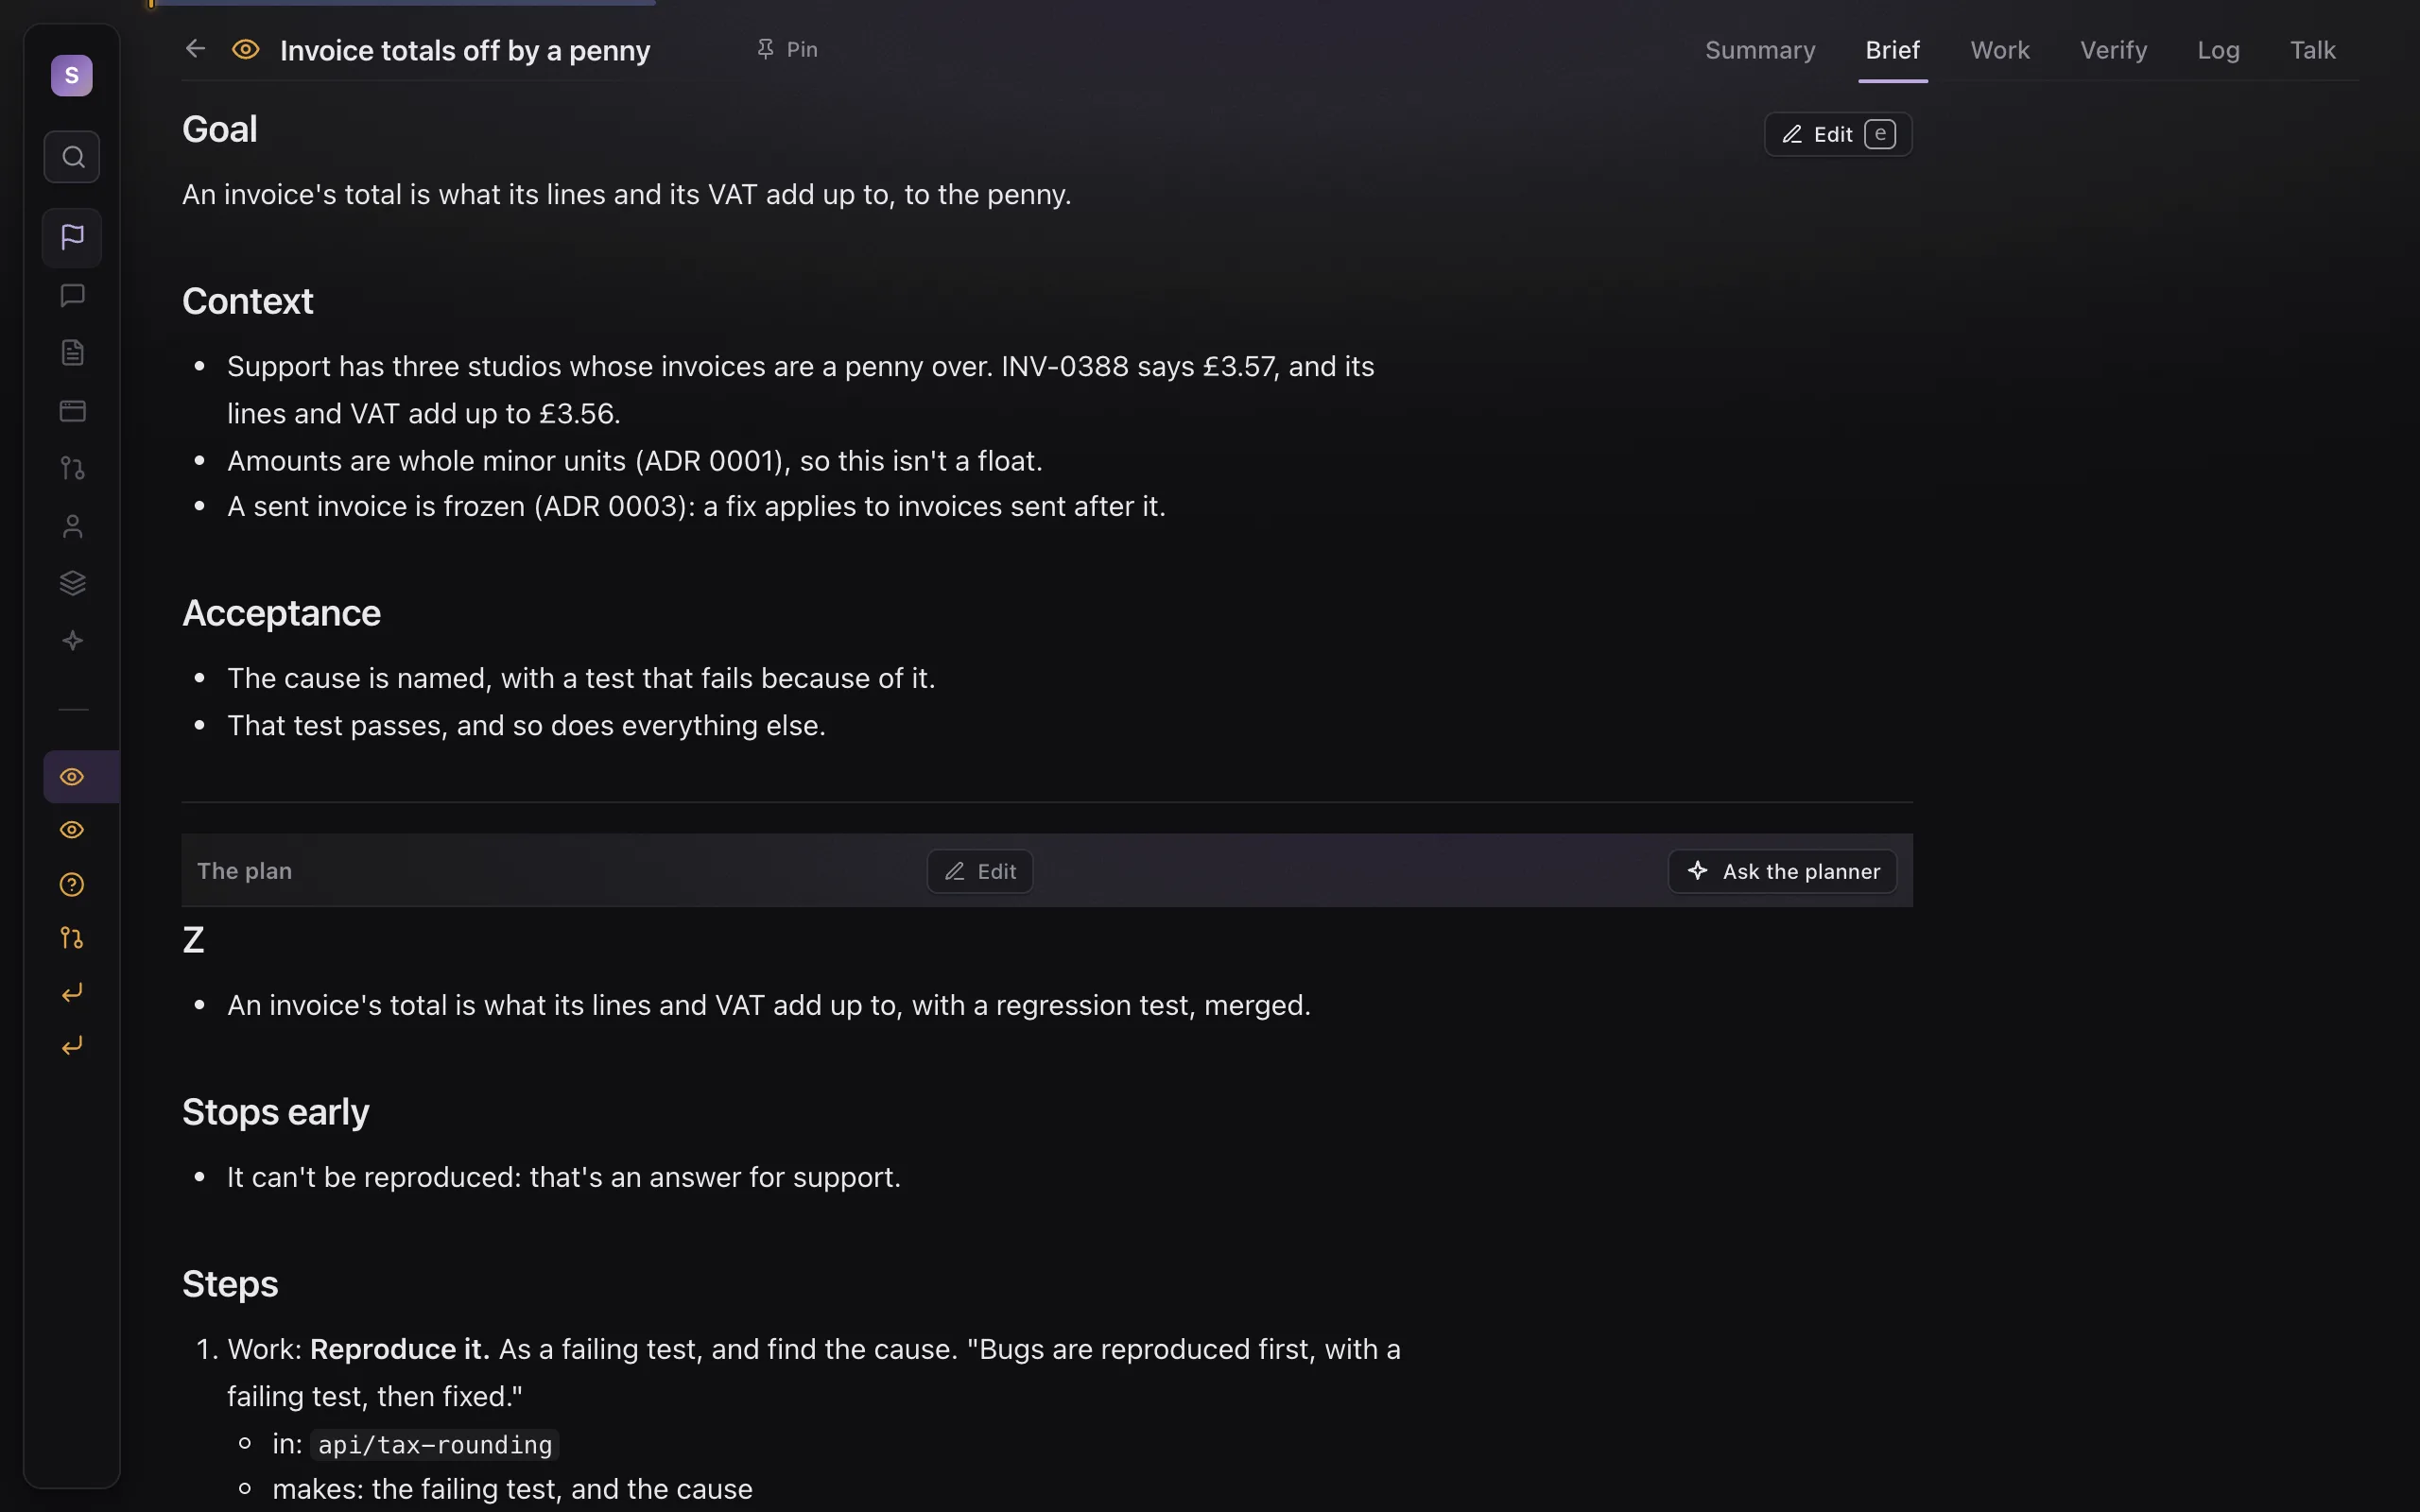 S
Invoice totals off by a penny
Pin
Summary
Brief
Work
Verify
Log
Talk
Goal
Edit e
An invoice's total is what its lines and its VAT add up to, to the penny.
Context
• Support has three studios whose invoices are a penny over. INV-0388 says £3.57, and its
lines and VAT add up to £3.56.
• Amounts are whole minor units (ADR 0001), so this isn't a float.
• A sent invoice is frozen (ADR 0003): a fix applies to invoices sent after it.
Acceptance
• The cause is named, with a test that fails because of it.
• That test passes, and so does everything else.
The plan
Edit
Ask the planner
Z
• An invoice's total is what its lines and VAT add up to, with a regression test, merged.
Stops early
• It can't be reproduced: that's an answer for support.
Steps
1. Work: Reproduce it. As a failing test, and find the cause. "Bugs are reproduced first, with a
failing test, then fixed."
◦ in: api/tax-rounding
◦ makes: the failing test, and the cause